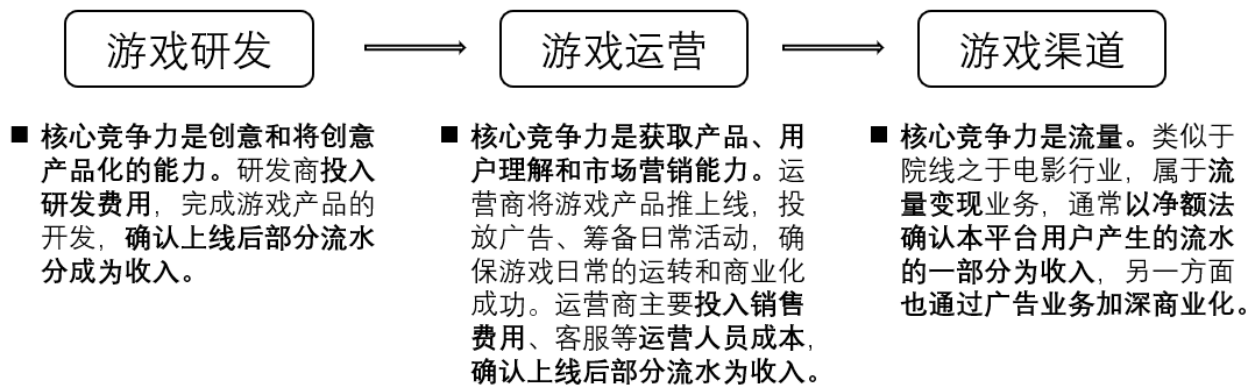 游戏研发
游戏运营
游戏渠道
■ 核心竞争力是创意和将创意
产品化的能力。研发商投入
研发费用，完成游戏产品的
开发，确认上线后部分流水
分成为收入。
■ 核心竞争力是获取产品、用
户理解和市场营销能力。运
营商将游戏产品推上线，投
放广告、筹备日常活动，确
保游戏日常的运转和商业化
成功。运营商主要投入销售
费用、客服等运营人员成本，
确认上线后部分流水为收入。
■ 核心竞争力是流量。类似于
院线之于电影行业，属于流
量变现业务，通常以净额法
确认本平台用户产生的流水
的一部分为收入，另一方面
也通过广告业务加深商业化。